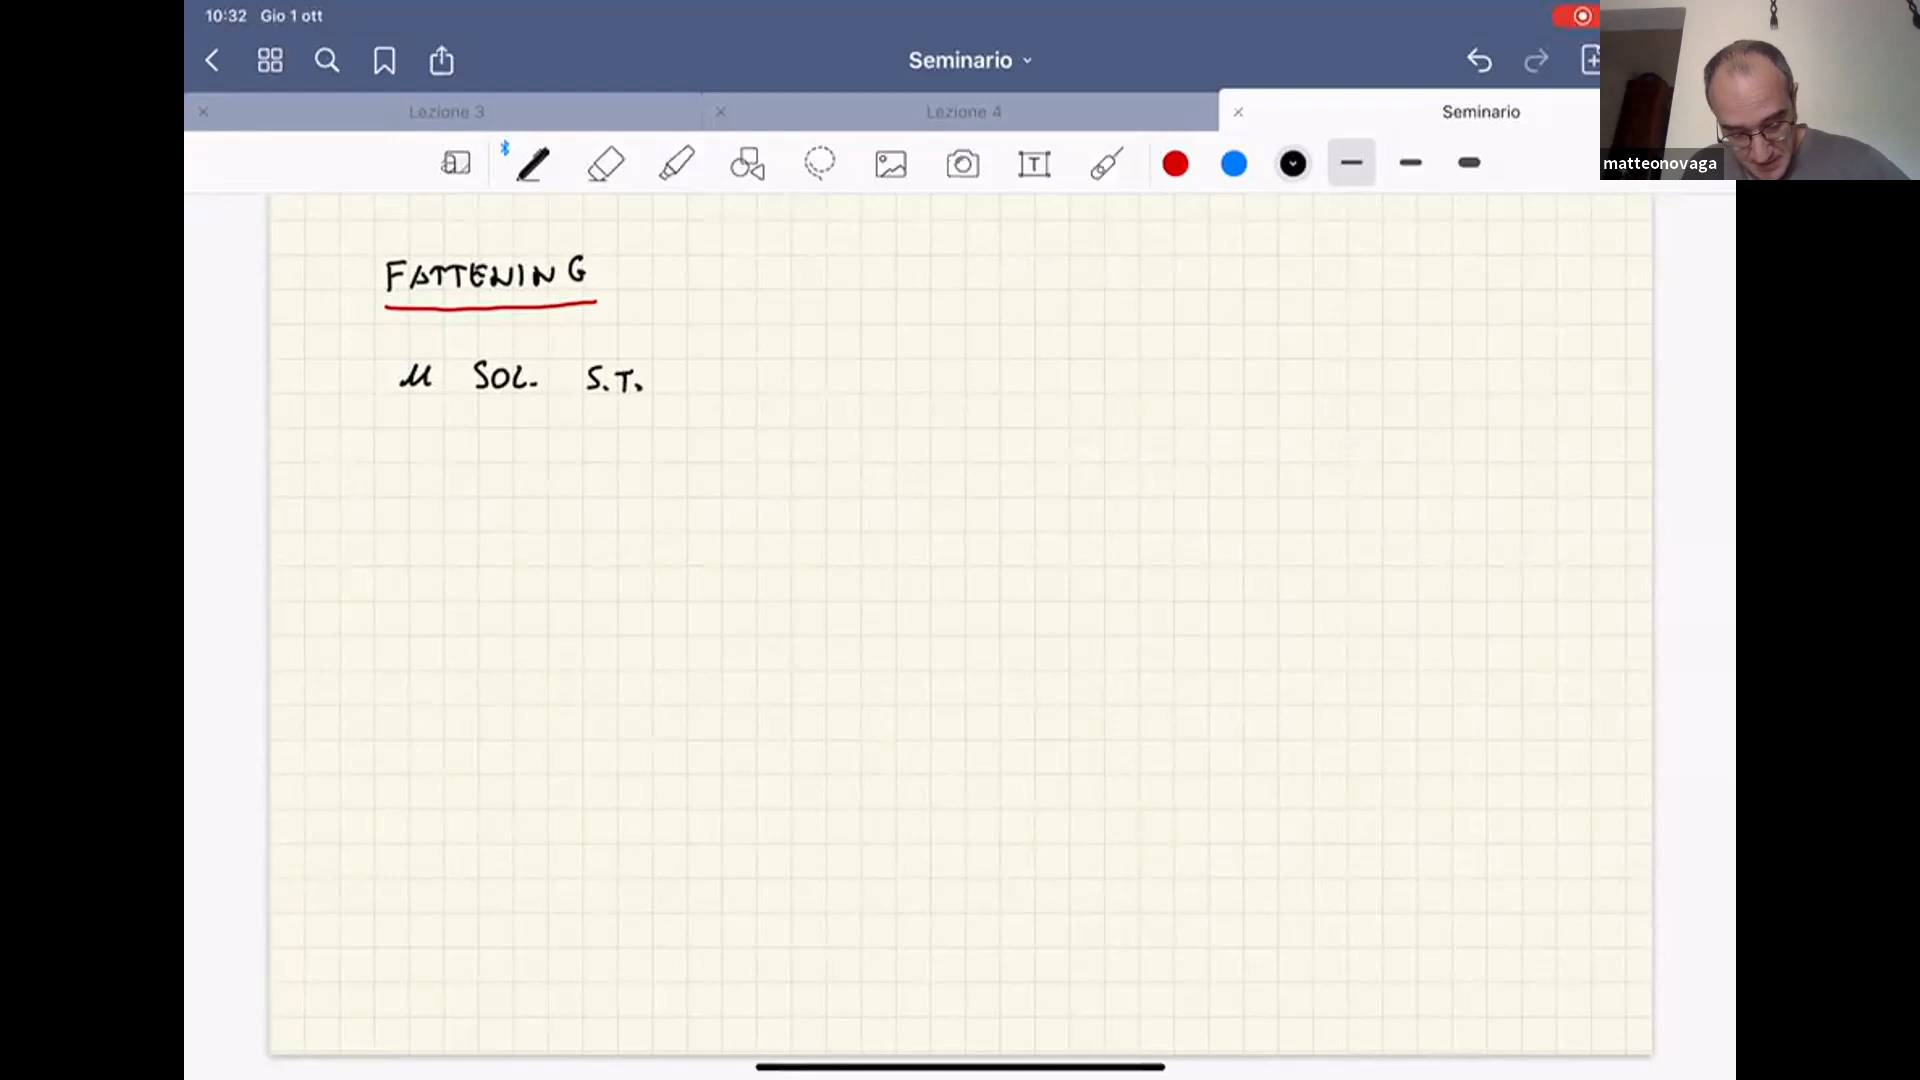 10:32 Gio 1 ott
Seminario
Lezione 3
Lezione 4
Seminario
T
matteonovaga
FATTENING
u SOL. S.T.